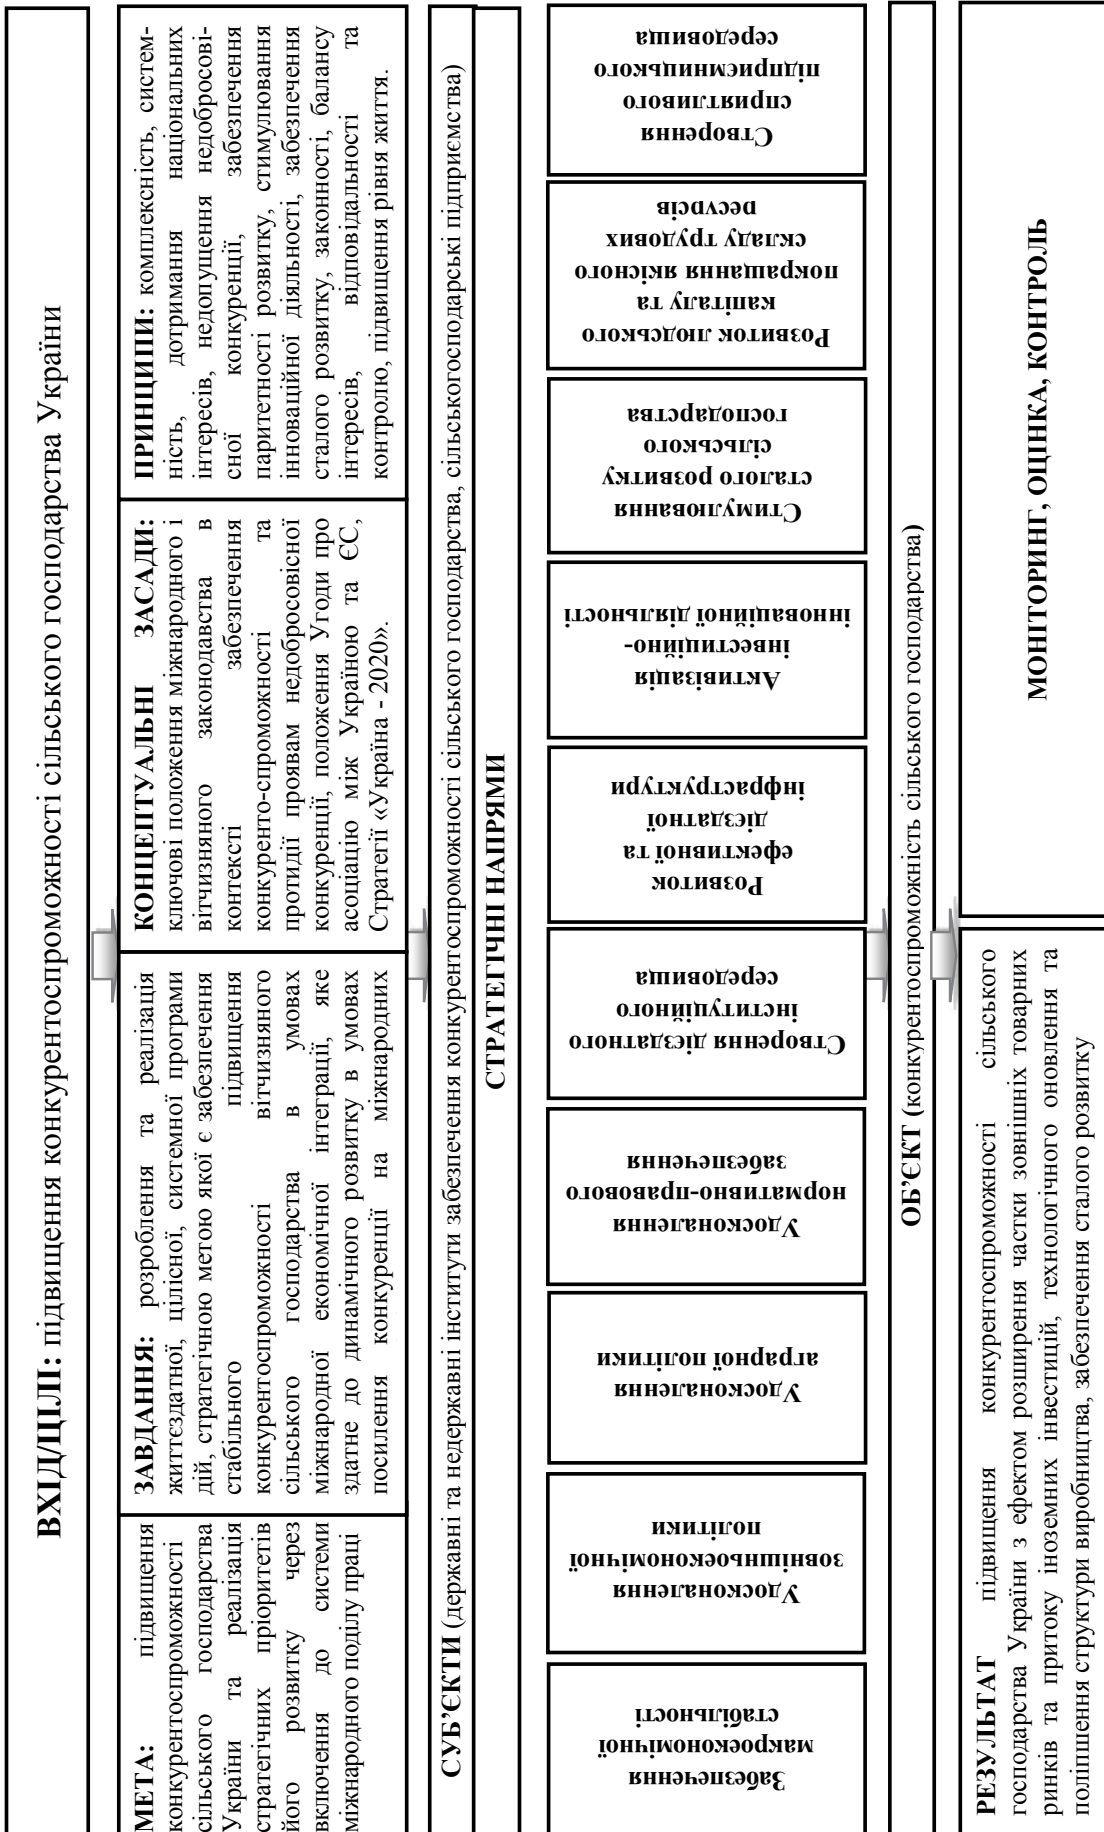 ВХІД/ЦІЛІ: підвищення конкурентоспроможності сільського господарства України
МЕТА: підвищення
конкурентоспроможності
сільського господарства
України та реалізація
стратегічних пріоритетів
його розвитку через
включення до системи
міжнародного поділу праці
ЗАВДАННЯ: розроблення та реалізація
життєздатної, цілісної, системної програми
дій, стратегічною метою якої є забезпечення
стабільного підвищення
конкурентоспроможності вітчизняного
сільського господарства в умовах
міжнародної економічної інтеграції, яке
здатне до динамічного розвитку в умовах
посилення конкуренції на міжнародних
КОНЦЕПТУАЛЬНІ ЗАСАДИ:
ключові положення міжнародного і
вітчизняного законодавства в
контексті забезпечення
конкуренто-спроможності та
протидії проявам недобросовісної
конкуренції, положення Угоди про
асоціацію між Україною та ЄС,
Стратегії «Україна - 2020».
ПРИНЦИПИ: комплексність, систем-
ність, дотримання національних
інтересів, недопущення недобросові-
сної конкуренції, забезпечення
паритетності розвитку, стимулювання
інноваційної діяльності, забезпечення
сталого розвитку, законності, балансу
інтересів, відповідальності та
контролю, підвищення рівня життя.
СУБ’ЄКТИ (державні та недержавні інститути забезпечення конкурентоспроможності сільського господарства, сільськогосподарські підприємства)
СТРАТЕГІЧНІ НАПРЯМИ
Забезпечення
макроекономічної
стабільності
Удосконалення
зовнішньоекономічної
політики
Удосконалення
аграрної політики
Удосконалення
нормативно-правового
забезпечення
Створення дієздатного
інституційного
середовища
Розвиток
ефективної та
дієздатної
інфраструктури
Активізація
інвестиційно-
інноваційної діяльності
Стимулювання
сталого розвитку
сільського
господарства
Розвиток людського
капіталу та
покращання якісного
складу трудових
ресурсів
Створення
сприятливого
підприємницького
середовища
ОБ’ЄКТ (конкурентоспроможність сільського господарства)
РЕЗУЛЬТАТ підвищення конкурентоспроможності сільського
господарства України з ефектом розширення частки зовнішніх товарних
ринків та притоку іноземних інвестицій, технологічного оновлення та
поліпшення структури виробництва, забезпечення сталого розвитку
МОНІТОРИНГ, ОЦІНКА, КОНТРОЛЬ